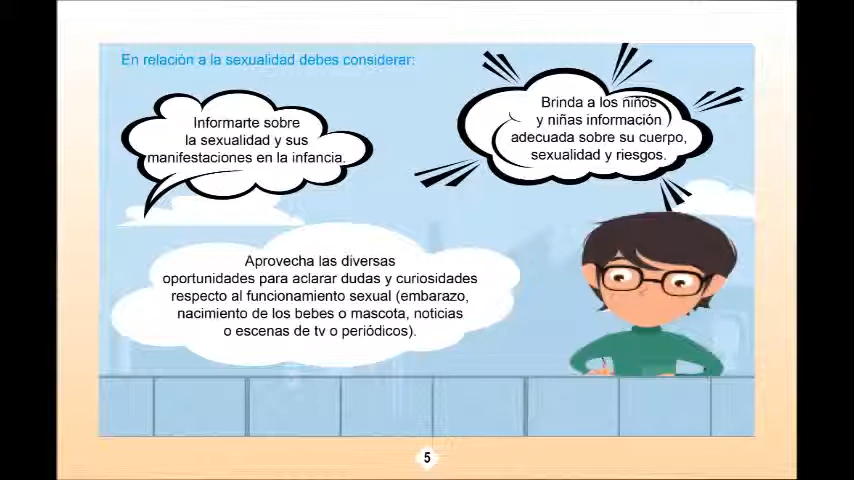 En relación a la sexualidad debes considerar:
Informarte sobre
la sexualidad y sus
manifestaciones en la infancia.
Brinda a los niños
y niñas información
adecuada sobre su cuerpo,
sexualidad y riesgos.
Aprovecha las diversas
oportunidades para aclarar dudas y curiosidades
respecto al funcionamiento sexual (embarazo,
nacimiento de los bebes o mascota, noticias
o escenas de tv o periódicos).
5